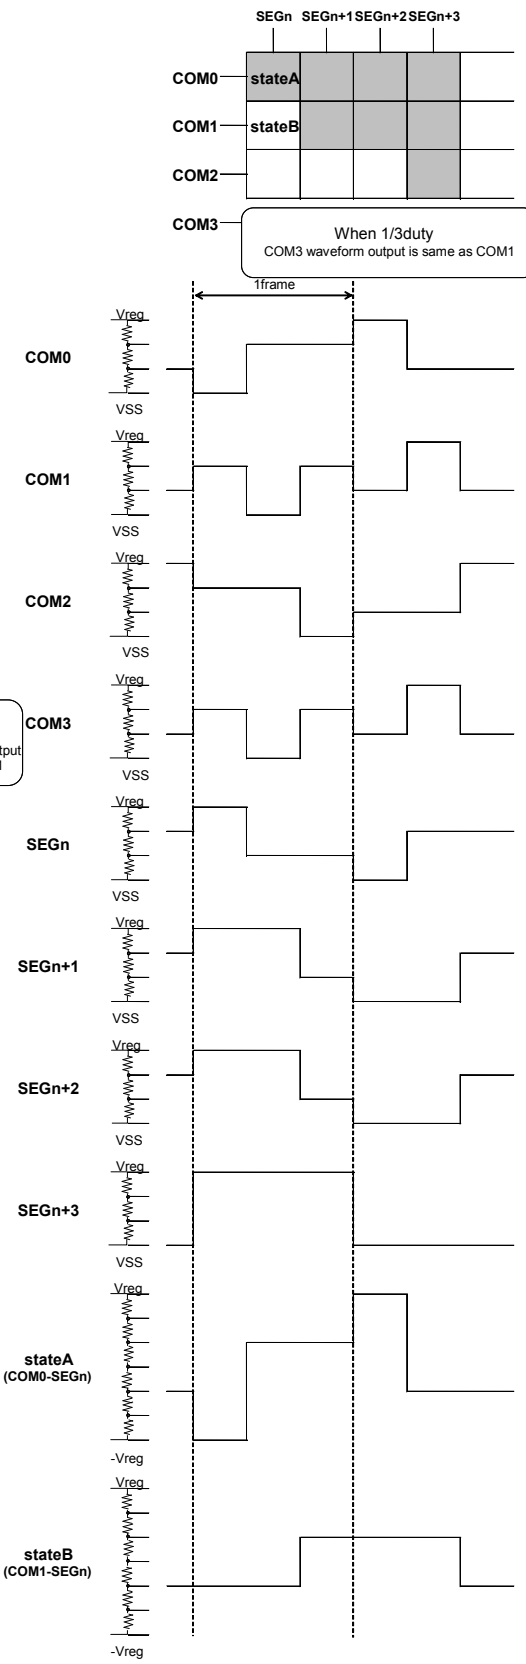 SEGn SEGn+1 SEGn+2 SEGn+3
COM0 stateA
COM1 stateB
COM2
COM3
When 1/3duty
COM3 waveform output is same as COM1
1frame
Vreg
COM0
VSS
Vreg
COM1
VSS
Vreg
COM2
VSS
Vreg
COM3
tput
VSS
Vreg
SEGn
VSS
Vreg
SEGn+1
VSS
Vreg
SEGn+2
VSS
Vreg
SEGn+3
VSS
Vreg
stateA
(COM0-SEGn)
-Vreg
Vreg
stateB
(COM1-SEGn)
-Vreg